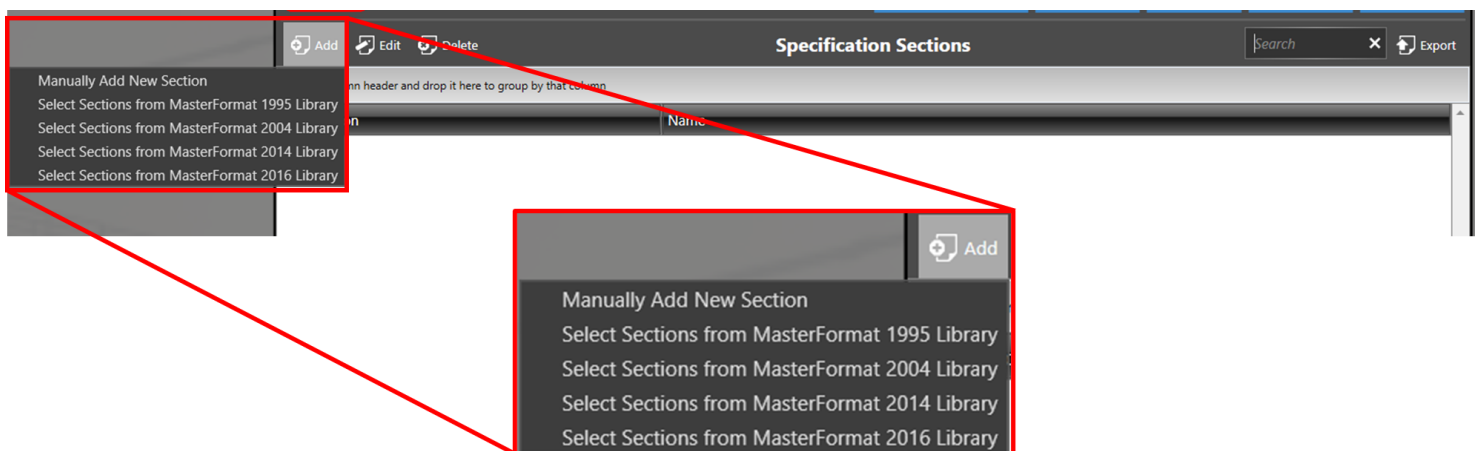 Add Edit Delete Specification Sections Search Export
Manually Add New Section
mn header and drop it here to group by that column
Select Sections from MasterFormat 1995 Library
on Name
Select Sections from MasterFormat 2004 Library
Select Sections from MasterFormat 2014 Library
Select Sections from MasterFormat 2016 Library
Add
Manually Add New Section
Select Sections from MasterFormat 1995 Library
Select Sections from MasterFormat 2004 Library
Select Sections from MasterFormat 2014 Library
Select Sections from MasterFormat 2016 Library